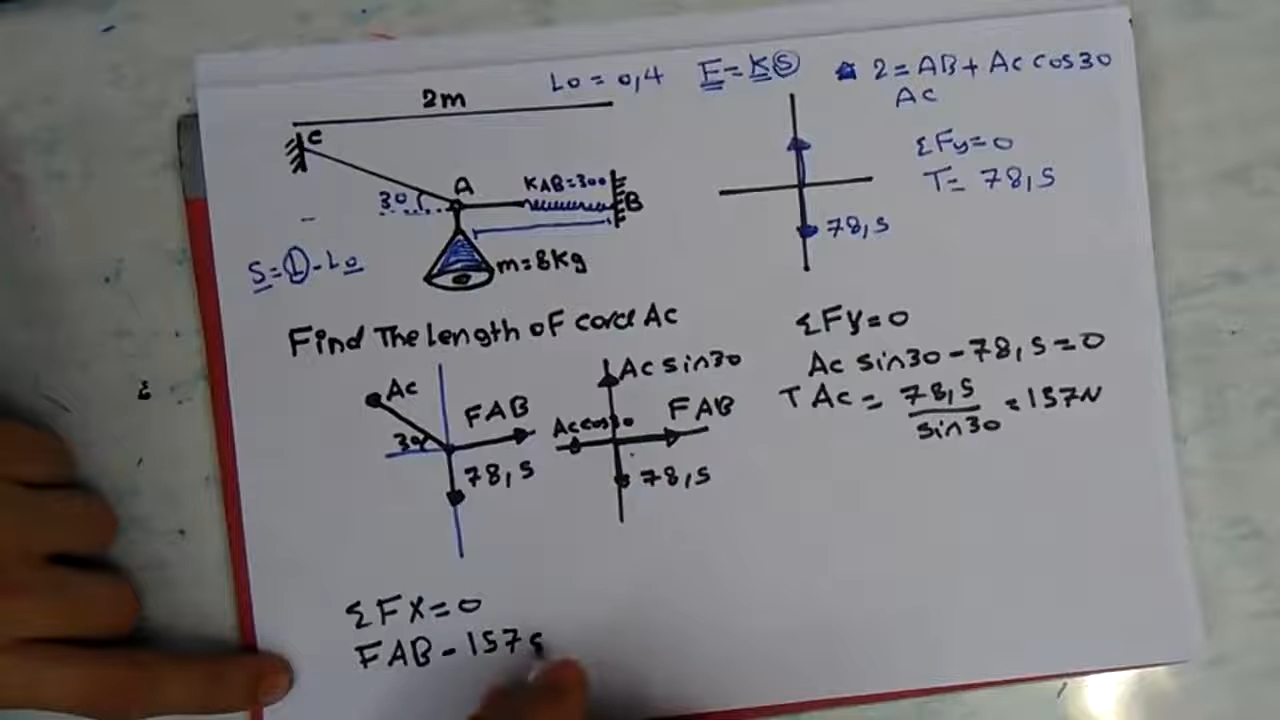 Lo = 0,4
F = KS
2 = AB + Ac cos30
Ac
2m
C
ΣFy=0
T = 78,5
78,5
30
A
KAB=300
B
m=8Kg
S=L-Lo
Find The length of cord Ac
ΣFy=0
Ac sin30 - 78,5 = 0
TAc = 78,5 / sin30 = 157N
Ac
FAB
30
78,5
Ac sin30
Ac cos30
FAB
78,5
ΣFX=0
FAB - 157